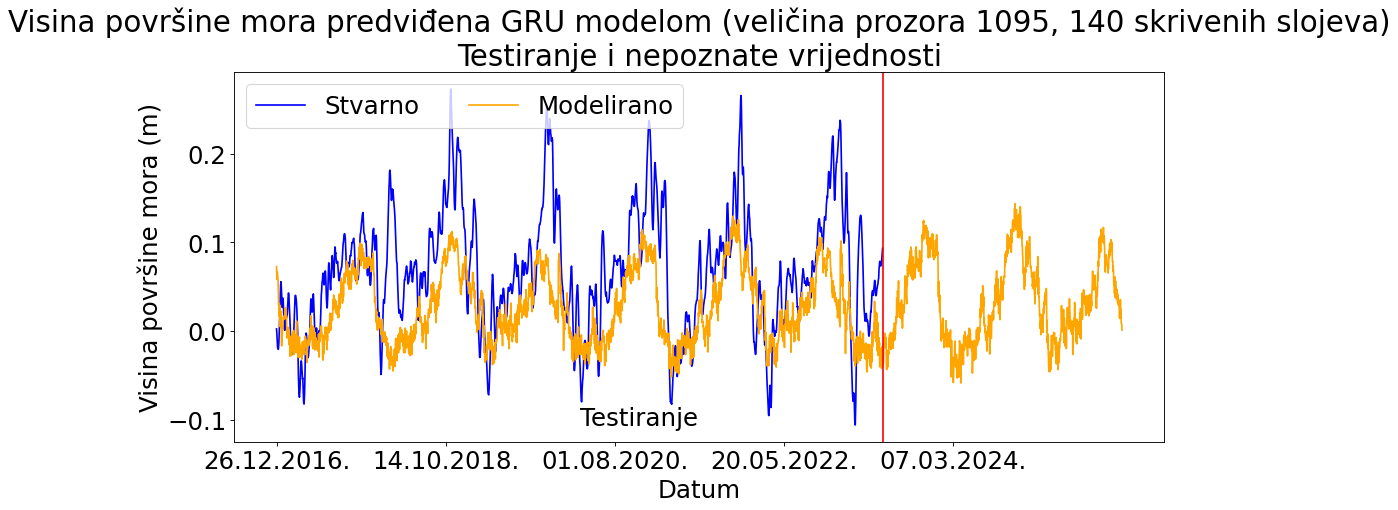 Visina površine mora predviđena GRU modelom (veličina prozora 1095, 140 skrivenih slojeva)
Testiranje i nepoznate vrijednosti
Stvarno
Modelirano
Visina površine mora (m)
0.2
0.1
0.0
−0.1
Testiranje
26.12.2016.
14.10.2018.
01.08.2020.
20.05.2022.
07.03.2024.
Datum